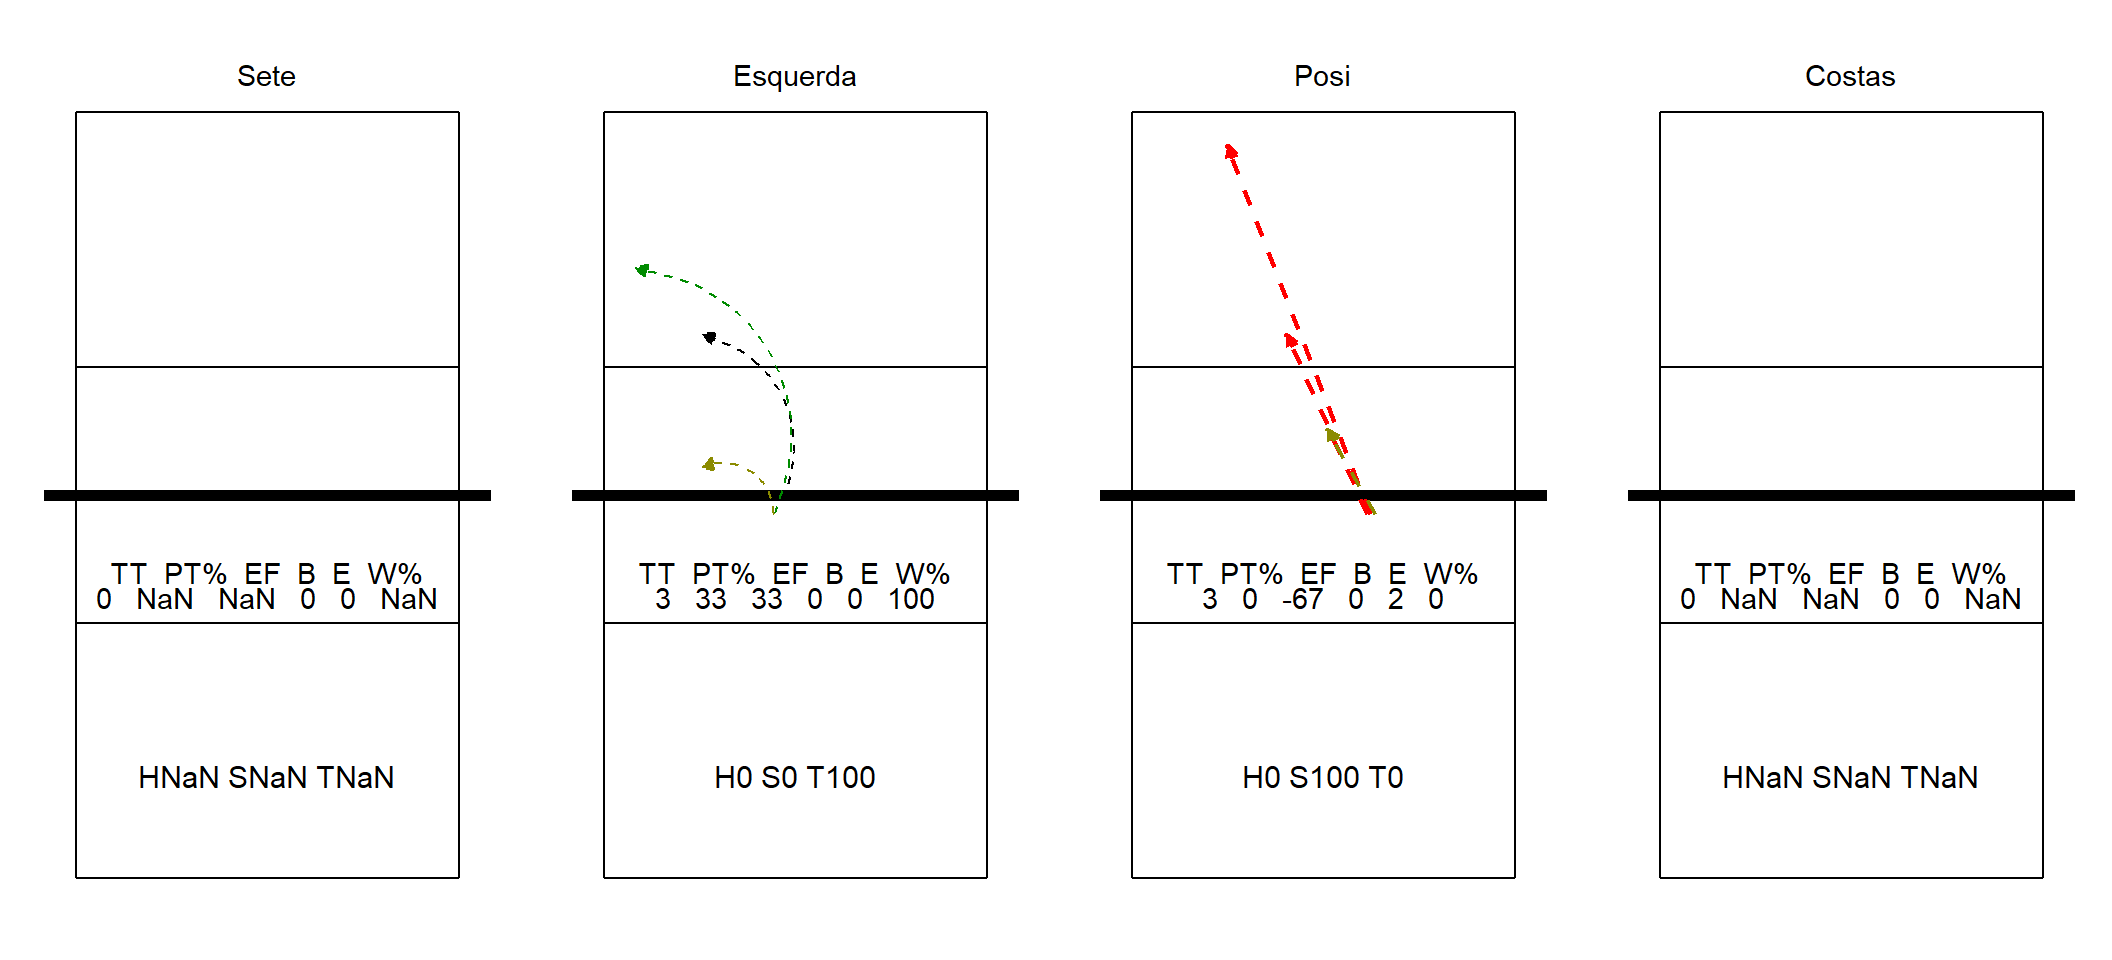 Sete
TT PT% EF B E W%
0 NaN NaN 0 0 NaN
HNaN SNaN TNaN
Esquerda
TT PT% EF B E W%
3 33 33 0 0 100
H0 S0 T100
Posi
TT PT% EF B E W%
3 0 -67 0 2 0
H0 S100 T0
Costas
TT PT% EF B E W%
0 NaN NaN 0 0 NaN
HNaN SNaN TNaN